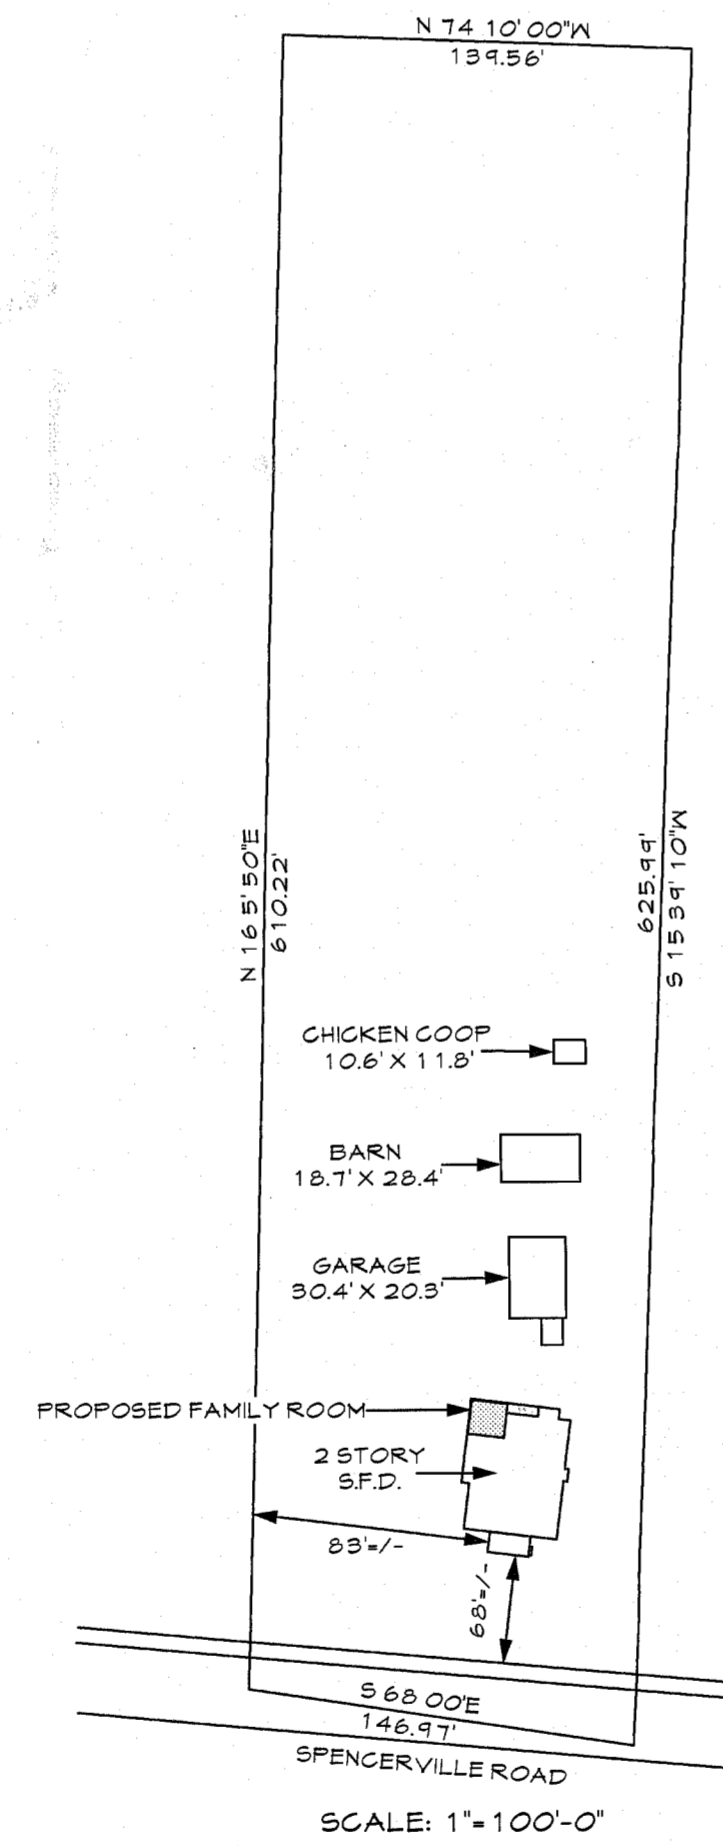 N 74 10' 00"W
139.56'
N 16 5' 50"E
610.22'
625.99'
S 15 39' 10"W
CHICKEN COOP
10.6' X 11.8'
BARN
18.7' X 28.4'
GARAGE
30.4' X 20.3'
PROPOSED FAMILY ROOM
2 STORY
S.F.D.
83'=/-
68'=/-
S 68 00'E
146.97'
SPENCERVILLE ROAD
SCALE: 1"=100'-0"